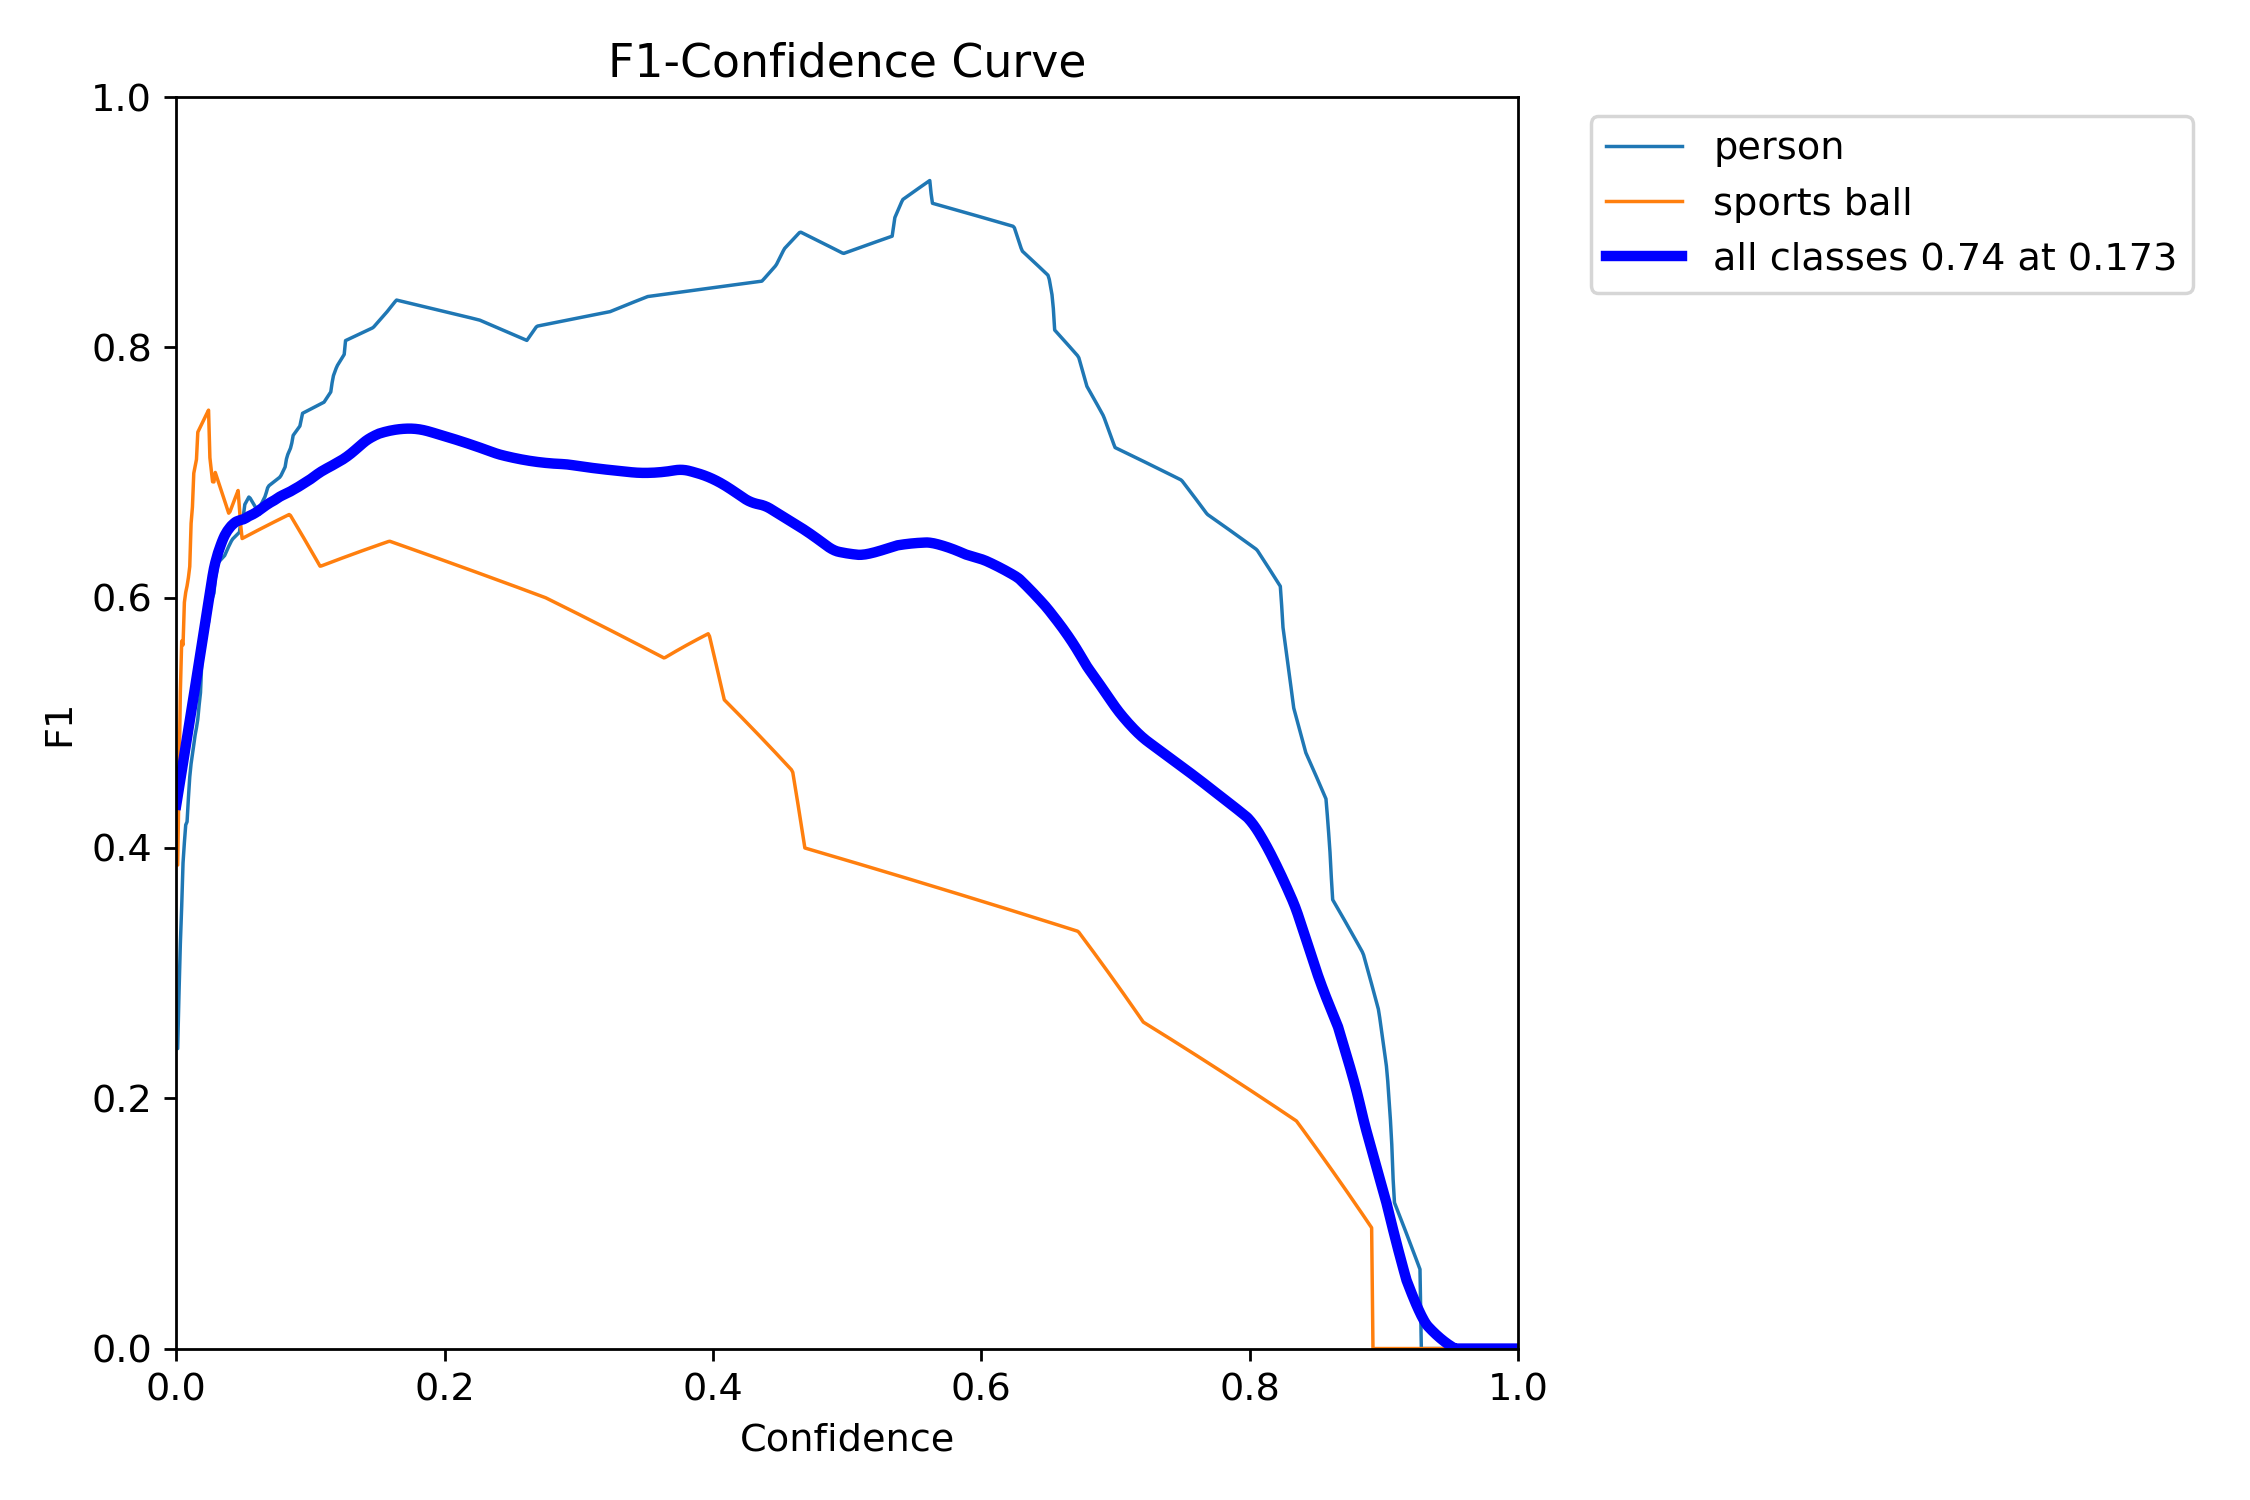 F1-Confidence Curve
1.0
0.8
0.6
0.4
0.2
0.0
F1
0.0 0.2 0.4 0.6 0.8 1.0
Confidence
person
sports ball
all classes 0.74 at 0.173